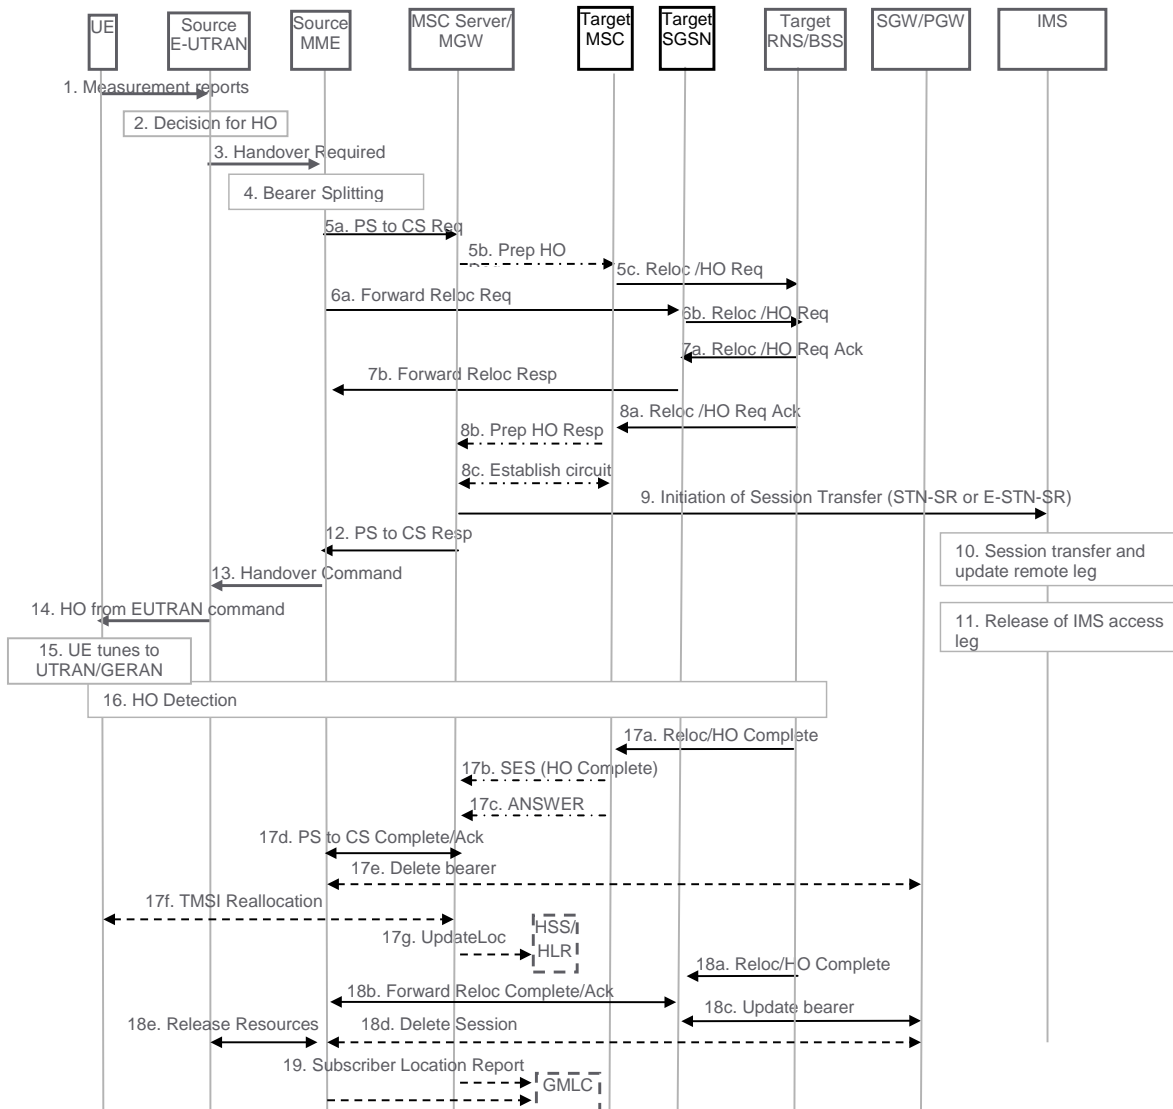 UE
Source
E-UTRAN
Source
MME
MSC Server/
MGW
Target
MSC
Target
SGSN
Target
RNS/BSS
SGW/PGW
IMS
1. Measurement reports
2. Decision for HO
3. Handover Required
4. Bearer Splitting
5a. PS to CS Req
5b. Prep HO
5c. Reloc /HO Req
6a. Forward Reloc Req
6b. Reloc /HO Req
7a. Reloc /HO Req Ack
7b. Forward Reloc Resp
8a. Reloc /HO Req Ack
8b. Prep HO Resp
8c. Establish circuit
9. Initiation of Session Transfer (STN-SR or E-STN-SR)
12. PS to CS Resp
10. Session transfer and
update remote leg
13. Handover Command
14. HO from EUTRAN command
11. Release of IMS access
leg
15. UE tunes to
UTRAN/GERAN
16. HO Detection
17a. Reloc/HO Complete
17b. SES (HO Complete)
17c. ANSWER
17d. PS to CS Complete/Ack
17e. Delete bearer
17f. TMSI Reallocation
HSS/
HLR
17g. UpdateLoc
18a. Reloc/HO Complete
18b. Forward Reloc Complete/Ack
18c. Update bearer
18e. Release Resources
18d. Delete Session
19. Subscriber Location Report
GMLC